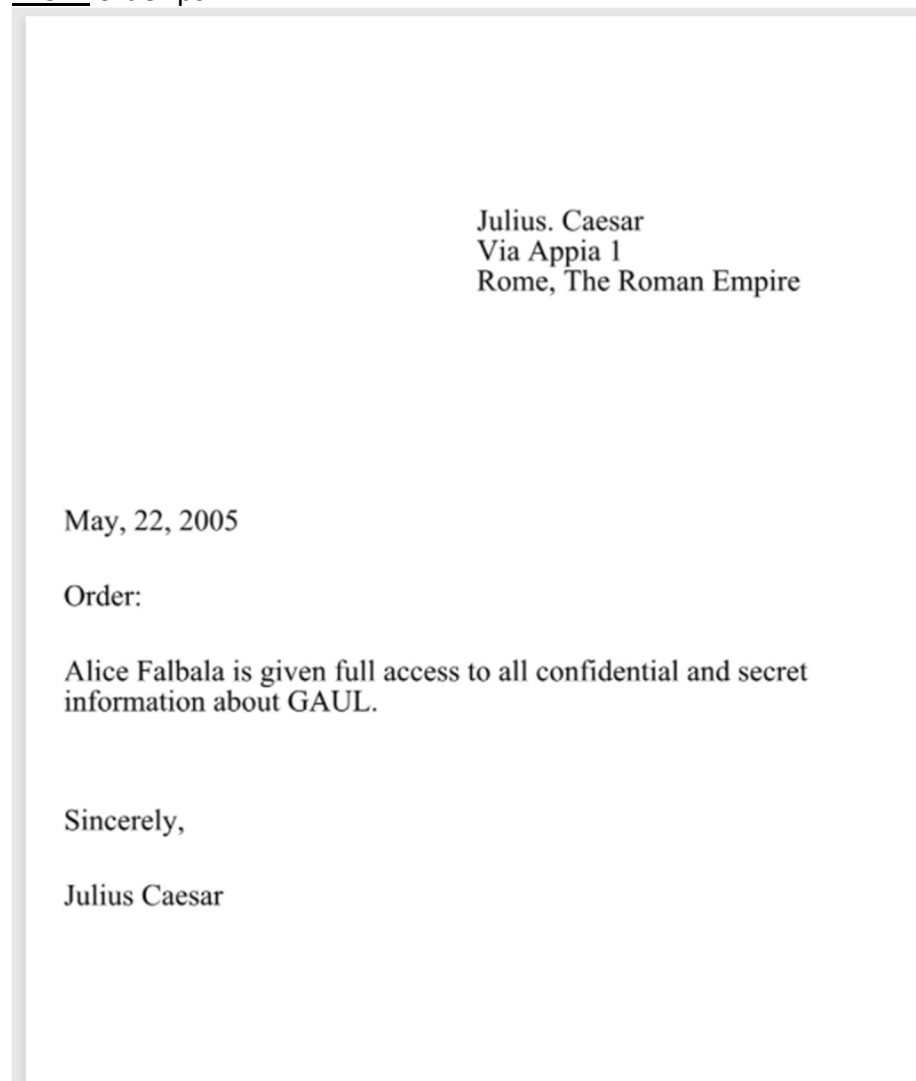 Julius. Caesar
Via Appia 1
Rome, The Roman Empire
May, 22, 2005
Order:
Alice Falbala is given full access to all confidential and secret
information about GAUL.
Sincerely,
Julius Caesar